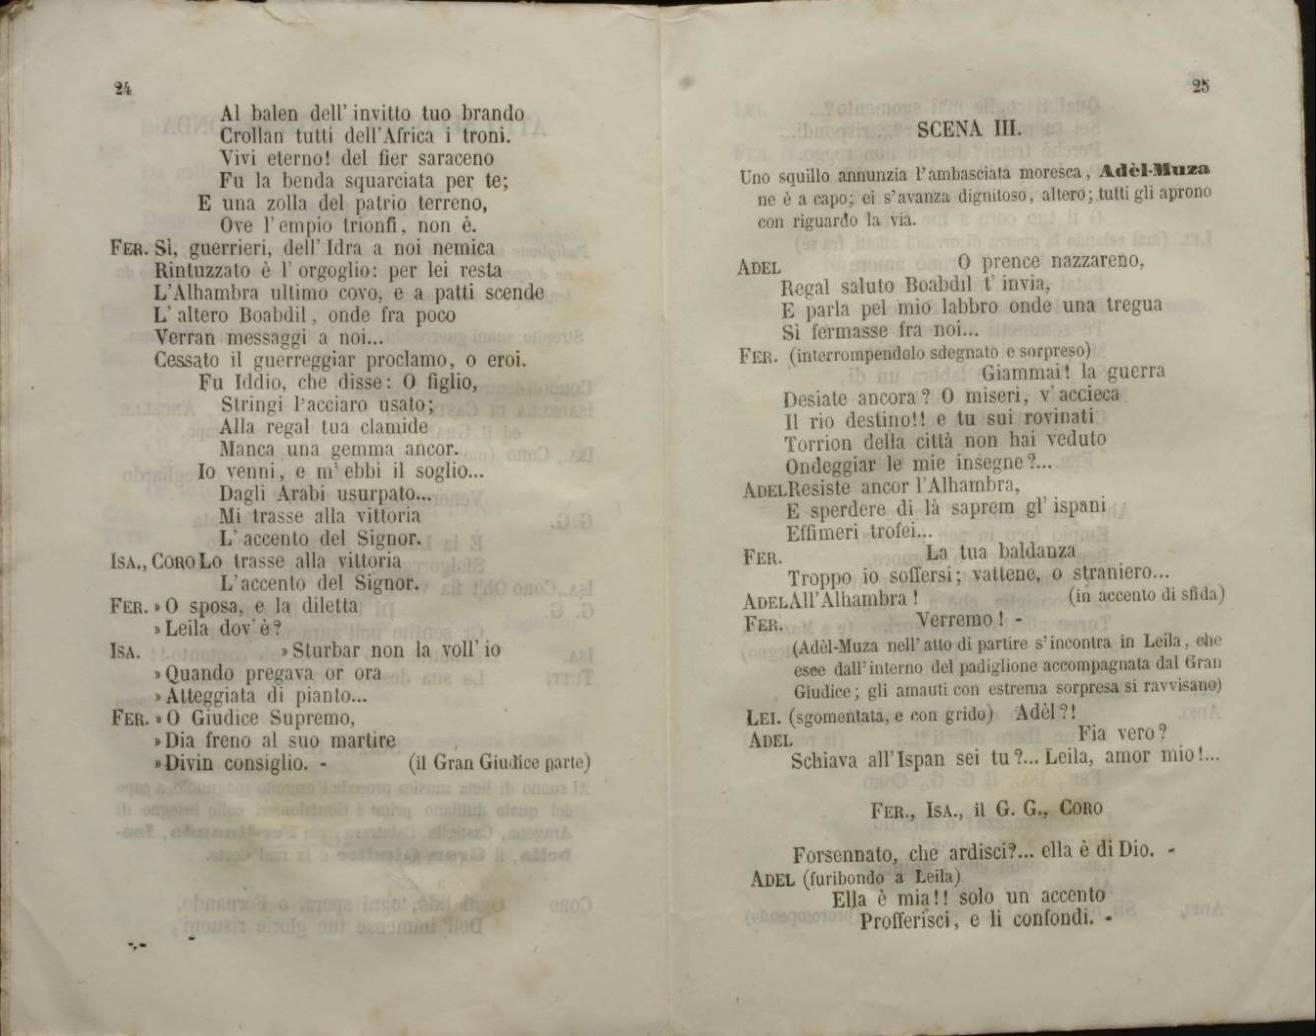 24
Al balen dell' invitto tuo brando
Crollan tutti dell'Africa i troni.
Vivi eterno! del fier saraceno
Fu la benda squarciata per te;
E una zolla del patrio terreno,
Ove l'empio trionfi, non è.
FER. Sì, guerrieri, dell' Idra a noi nemica
Rintuzzato è l' orgoglio: per lei resta
L'Alhambra ultimo covo, e a patti scende
L' altero Boabdil, onde fra poco
Verran messaggi a noi...
Cessato il guerreggiar proclamo, o eroi.
Fu Iddio, che disse: O figlio,
Stringi l'acciaro usato;
Alla regal tua clamide
Manca una gemma ancor.
Io venni, e m' ebbi il soglio...
Dagli Arabi usurpato...
Mi trasse alla vittoria
L' accento del Signor.
ISA., CORO Lo trasse alla vittoria
L'accento del Signor.
FER. » O sposa, e la diletta
» Leila dov' è?
ISA. » Sturbar non la voll' io
» Quando pregava or ora
» Atteggiata di pianto...
FER. » O Giudice Supremo,
» Dia freno al suo martire
» Divin consiglio. - (il Gran Giudice parte)
25
SCENA III.
Uno squillo annunzia l'ambasciata moresca, Adèl-Muza
ne è a capo; ei s'avanza dignitoso, altero; tutti gli aprono
con riguardo la via.
ADEL O prence nazzareno,
Regal saluto Boabdil t' invia,
E parla pel mio labbro onde una tregua
Si fermasse fra noi...
FER. (interrompendolo sdegnato e sorpreso)
Giammai! la guerra
Desiate ancora? O miseri, v' accieca
Il rio destino!! e tu sui rovinati
Torrion della città non hai veduto
Ondeggiar le mie insegne?...
ADEL Resiste ancor l'Alhambra,
E sperdere di là saprem gl' ispani
Effimeri trofei...
FER. La tua baldanza
Troppo io soffersi; vattene, o straniero...
ADEL All'Alhambra! (in accento di sfida)
FER. Verremo! -
(Adèl-Muza nell' atto di partire s'incontra in Leila, che
esce dall'interno del padiglione accompagnata dal Gran
Giudice; gli amauti con estrema sorpresa si ravvisano)
LEI. (sgomentata, e con grido) Adèl?!
ADEL Fia vero?
Schiava all'Ispan sei tu?... Leila, amor mio!...
FER., ISA., il G. G., CORO
Forsennato, che ardisci?... ella è di Dio. -
ADEL (furibondo a Leila)
Ella è mia!! solo un accento
Profferisci, e li confondi. -